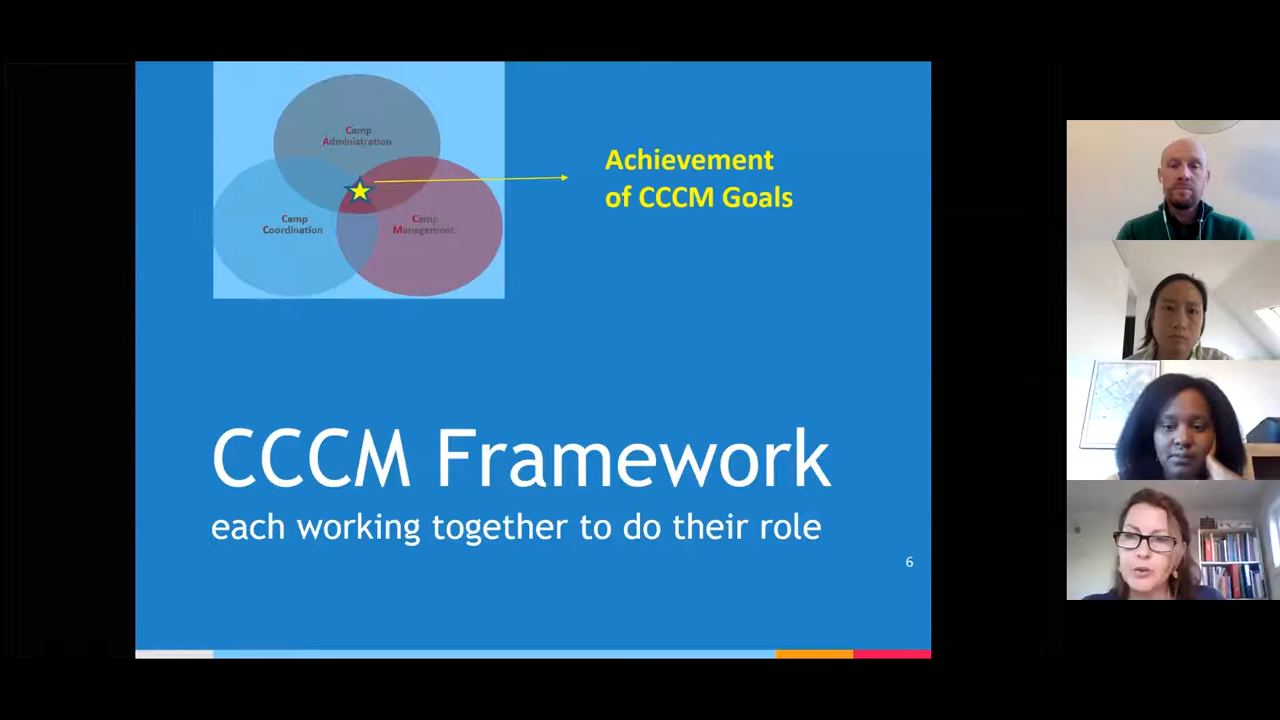 Camp
Administration
Camp
Coordination
Camp
Management
Achievement
of CCCM Goals
CCCM Framework
each working together to do their role
6